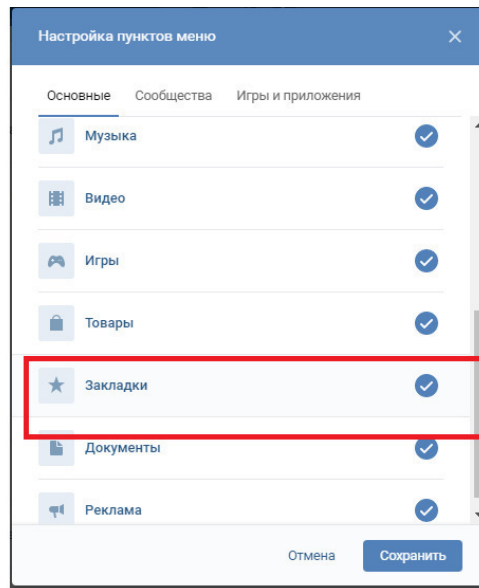 Настройка пунктов меню
Основные Сообщества Игры и приложения
Музыка
Видео
Игры
Товары
Закладки
Документы
Реклама
Отмена Сохранить